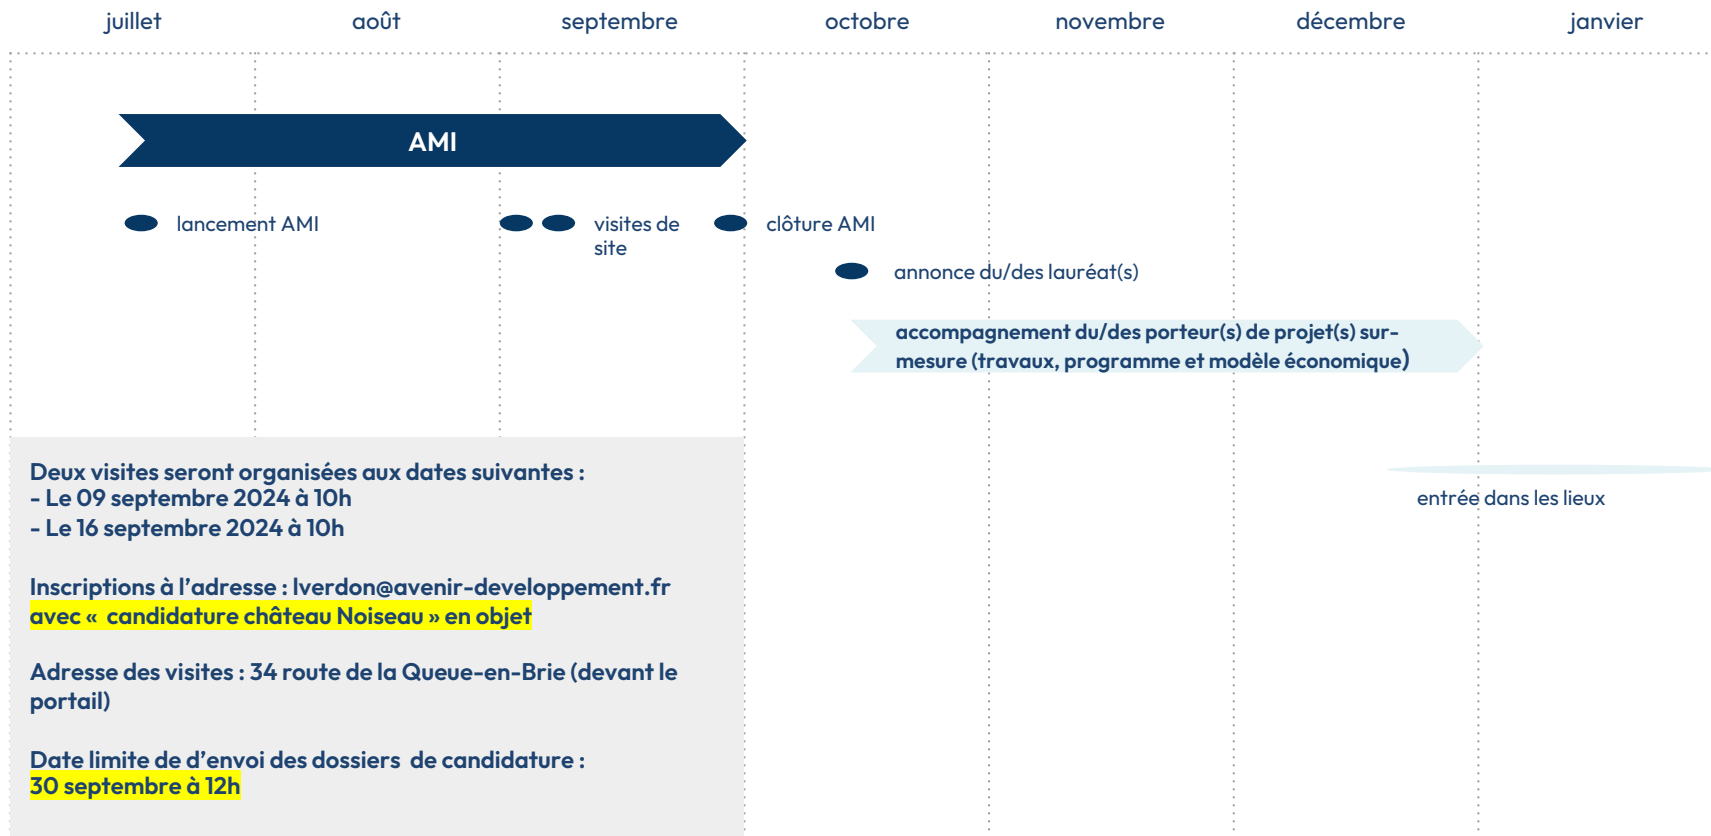 juillet août septembre octobre novembre décembre janvier
AMI
lancement AMI
visites de
site
clôture AMI
annonce du/des lauréat(s)
accompagnement du/des porteur(s) de projet(s) sur-
mesure (travaux, programme et modèle économique)
Deux visites seront organisées aux dates suivantes :
- Le 09 septembre 2024 à 10h
- Le 16 septembre 2024 à 10h
entrée dans les lieux
Inscriptions à l’adresse : lverdon@avenir-developpement.fr
avec «  candidature château Noiseau » en objet
Adresse des visites : 34 route de la Queue-en-Brie (devant le
portail)
Date limite de d’envoi des dossiers  de candidature :
30 septembre à 12h